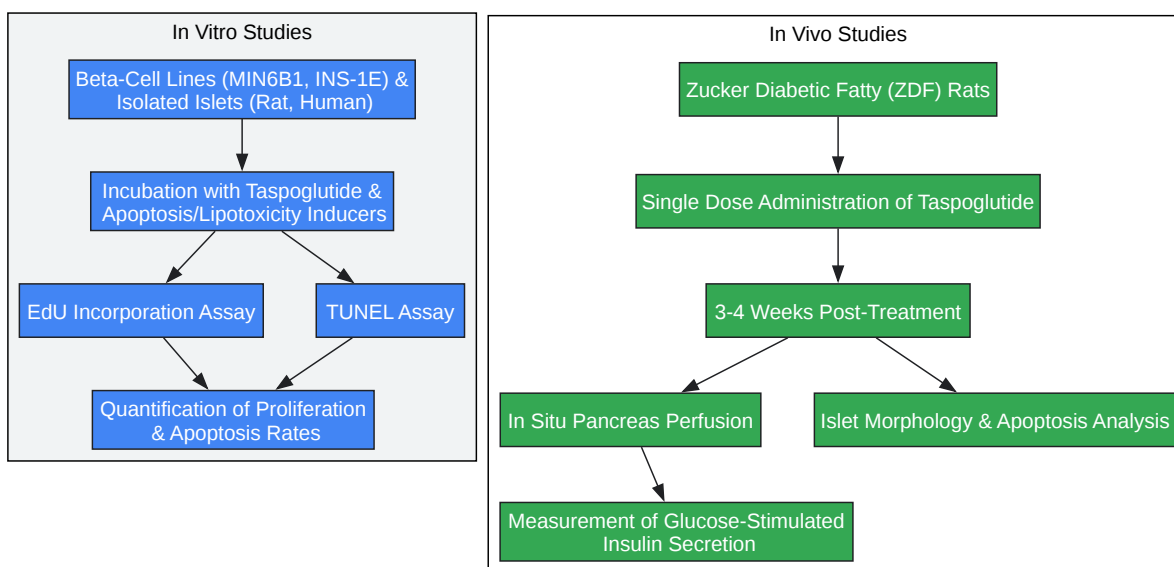 In Vitro Studies
Beta-Cell Lines (MIN6B1, INS-1E) &
Isolated Islets (Rat, Human)
Incubation with Taspoglutide &
Apoptosis/Lipotoxicity Inducers
EdU Incorporation Assay
TUNEL Assay
Quantification of Proliferation
& Apoptosis Rates
In Vivo Studies
Zucker Diabetic Fatty (ZDF) Rats
Single Dose Administration of Taspoglutide
3-4 Weeks Post-Treatment
In Situ Pancreas Perfusion
Islet Morphology & Apoptosis Analysis
Measurement of Glucose-Stimulated
Insulin Secretion